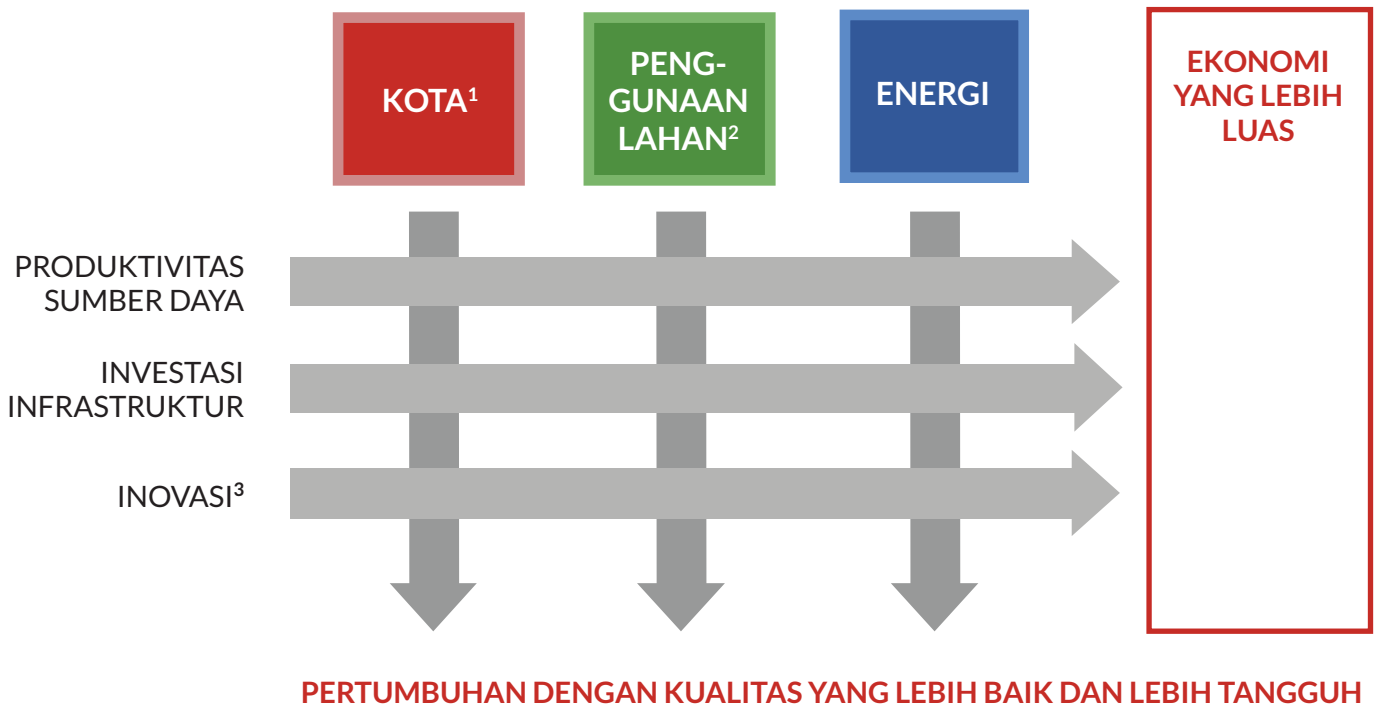 KOTA¹
PENG-
GUNAAN
LAHAN²
ENERGI
EKONOMI
YANG LEBIH
LUAS
PRODUKTIVITAS
SUMBER DAYA
INVESTASI
INFRASTRUKTUR
INOVASI³
PERTUMBUHAN DENGAN KUALITAS YANG LEBIH BAIK DAN LEBIH TANGGUH